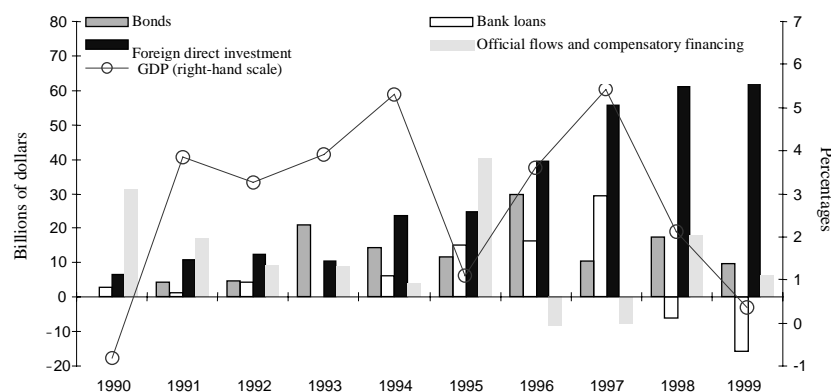 Bonds
Bank loans
Foreign direct investment
Official flows and compensatory financing
GDP (right-hand scale)
Billions of dollars
80
70
60
50
40
30
20
10
0
-10
-20
Percentages
7
6
5
4
3
2
1
0
-1
1990 1991 1992 1993 1994 1995 1996 1997 1998 1999